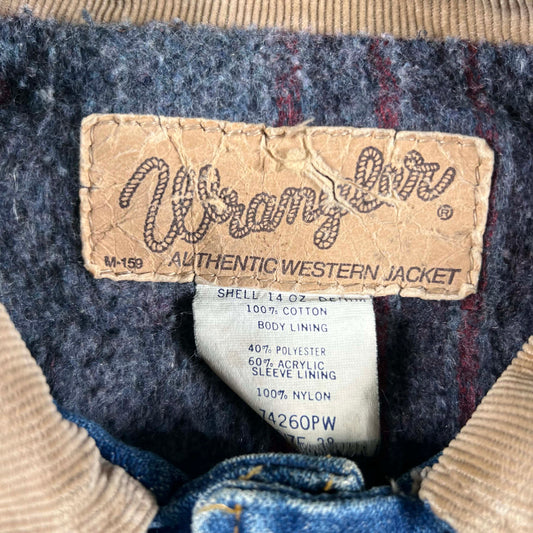 Wrangler®
M-159 AUTHENTIC WESTERN JACKET
SHELL 14 OZ DENIM
100% COTTON
BODY LINING
40% POLYESTER
60% ACRYLIC
SLEEVE LINING
100% NYLON
74260PW